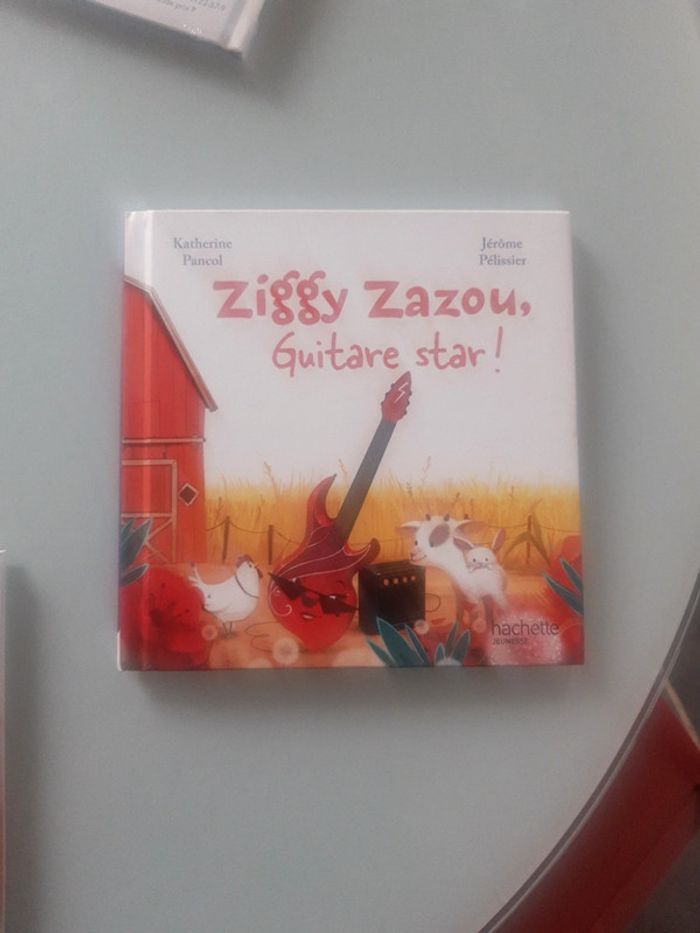 Katherine
Pancol
Jérôme
Pélissier
Ziggy Zazou,
Guitare star!
hachette
JEUNESSE